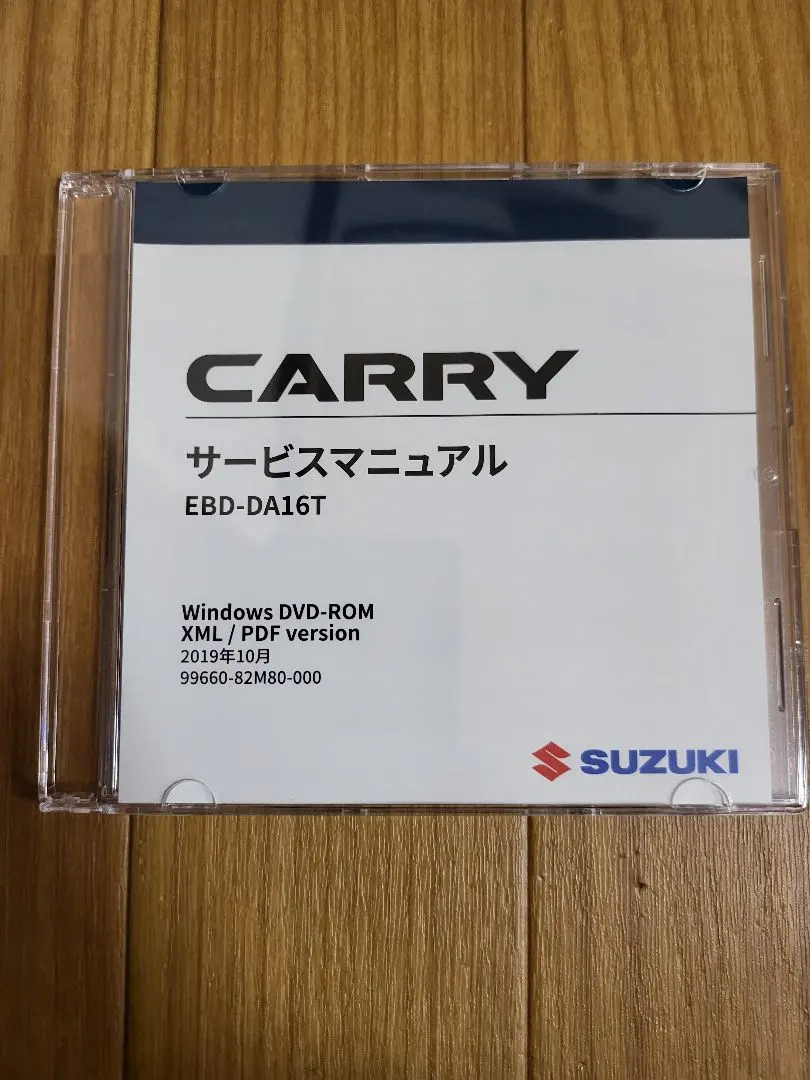 CARRY
サービスマニュアル
EBD-DA16T
Windows DVD-ROM
XML / PDF version
2019年10月
99660-82M80-000
SUZUKI